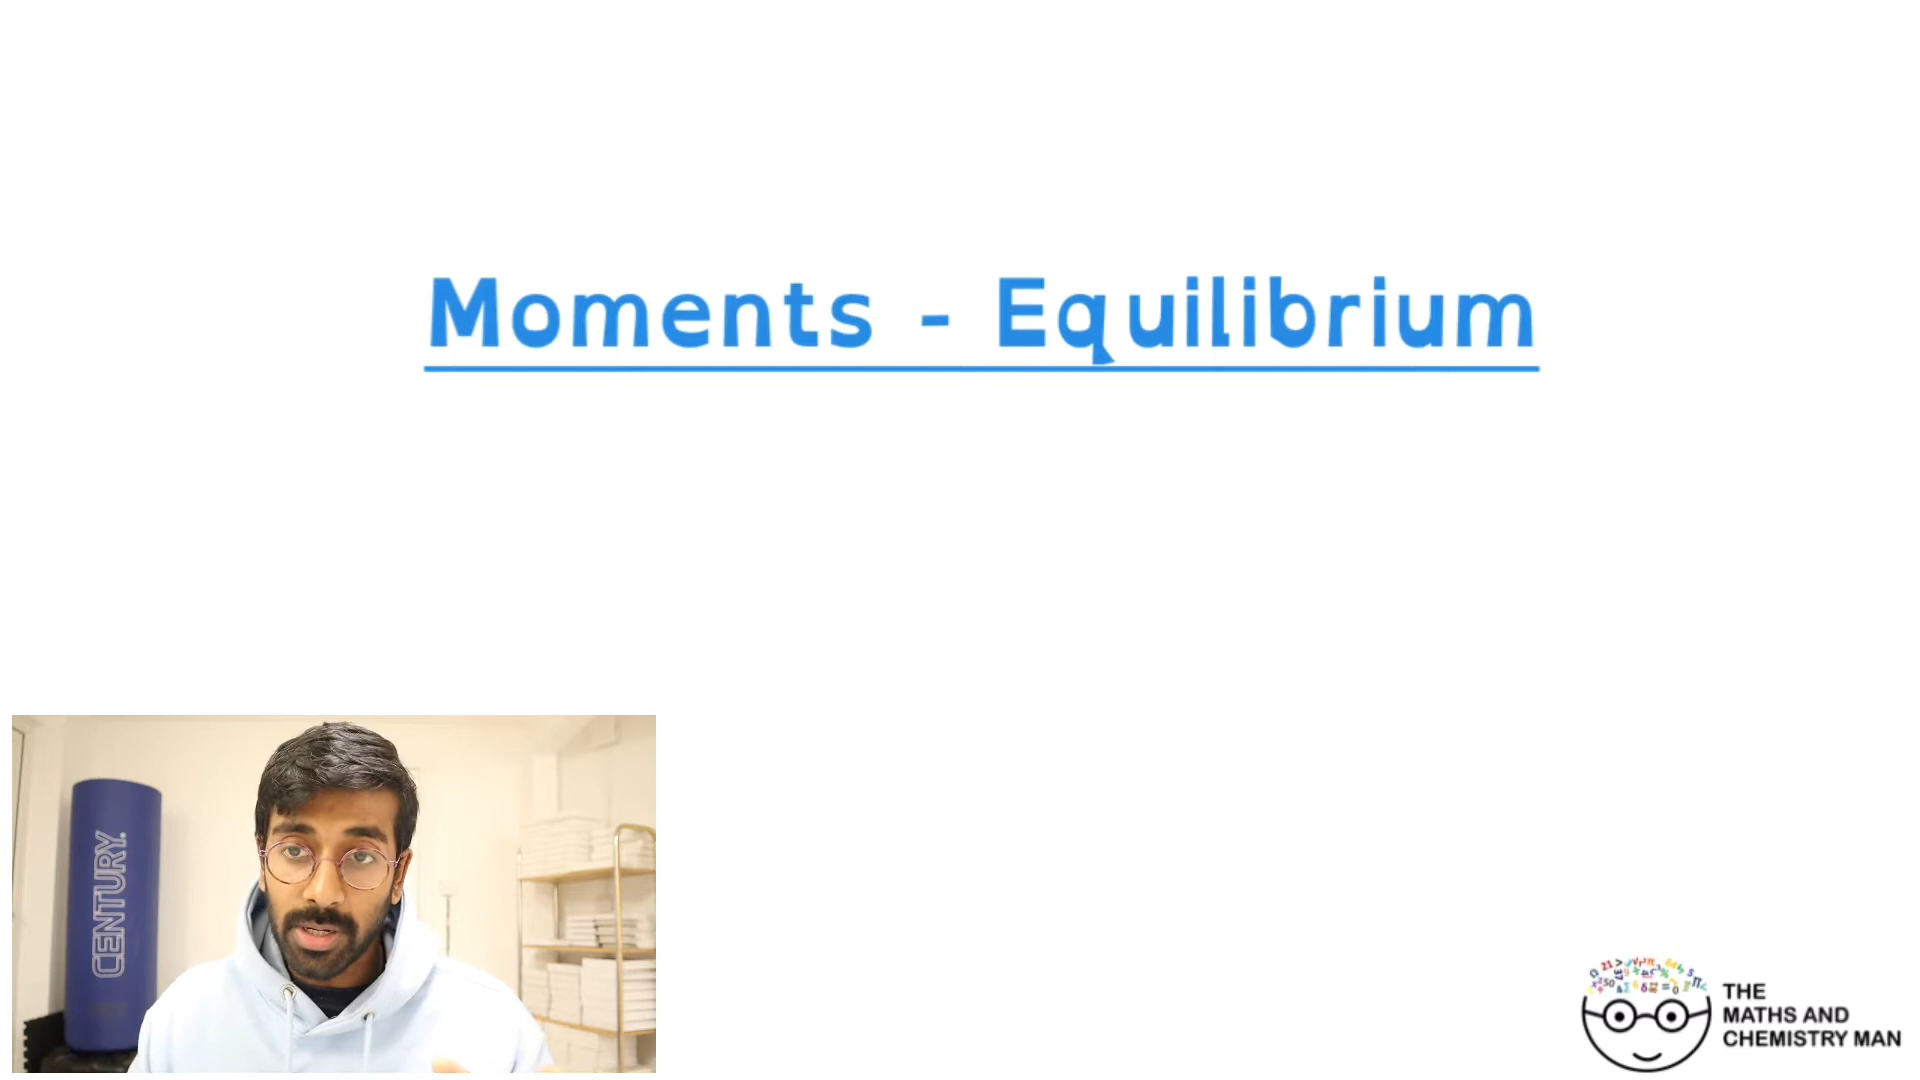 Moments - Equilibrium
CENTURY.
THE
MATHS AND
CHEMISTRY MAN